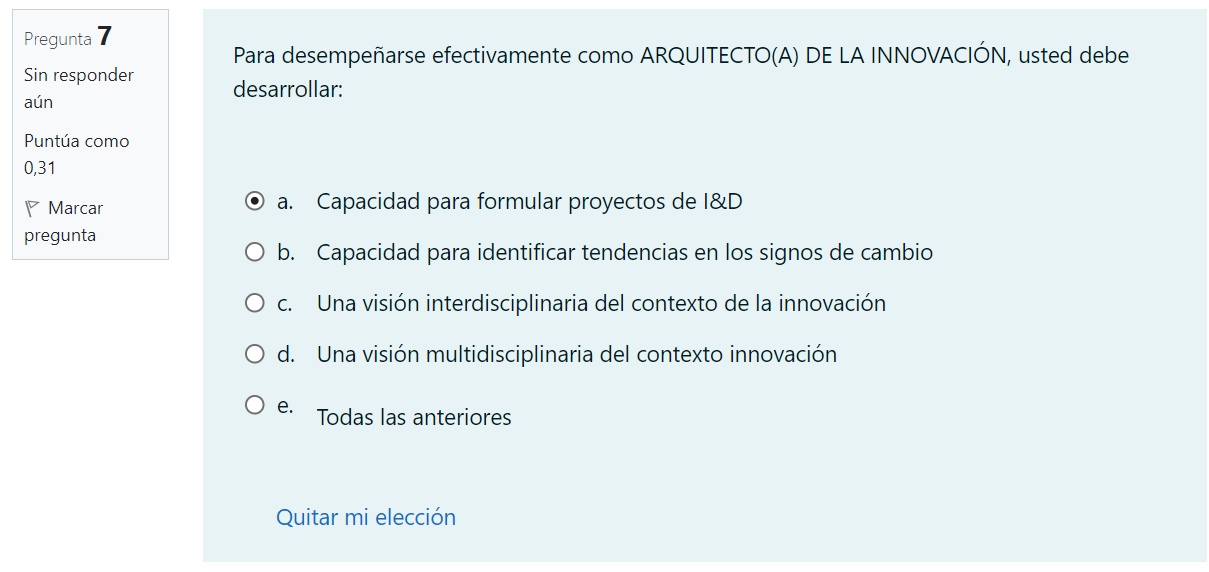 Pregunta 7
Sin responder
aún
Puntúa como
0,31
Marcar
pregunta
Para desempeñarse efectivamente como ARQUITECTO(A) DE LA INNOVACIÓN, usted debe
desarrollar:
a. Capacidad para formular proyectos de I&D
b. Capacidad para identificar tendencias en los signos de cambio
c. Una visión interdisciplinaria del contexto de la innovación
d. Una visión multidisciplinaria del contexto innovación
e. Todas las anteriores
Quitar mi elección